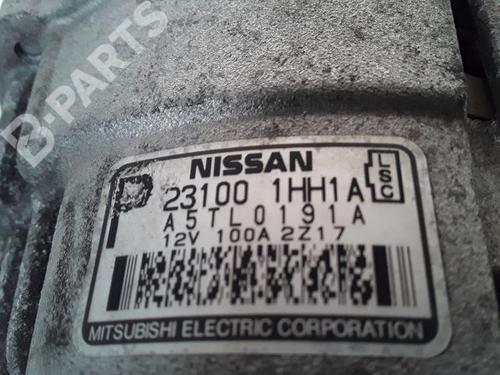 B-PARTS
NISSAN
23100 1HH1A
LSC
A5TL0191A
12V 100A 2Z17
MITSUBISHI ELECTRIC CORPORATION